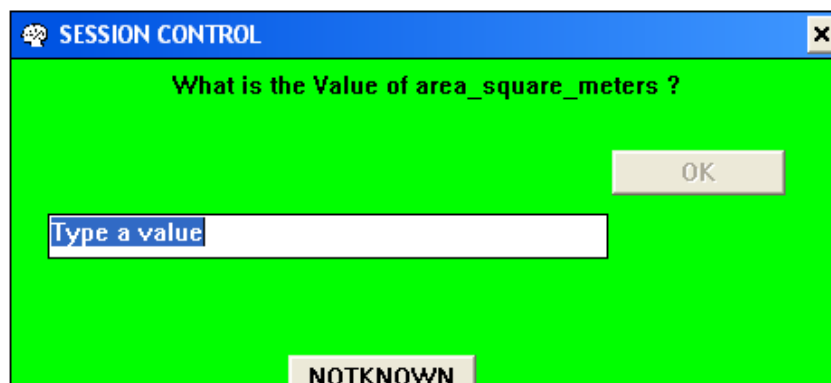 SESSION CONTROL
What is the Value of area_square_meters ?
OK
Type a value
NOTKNOWN